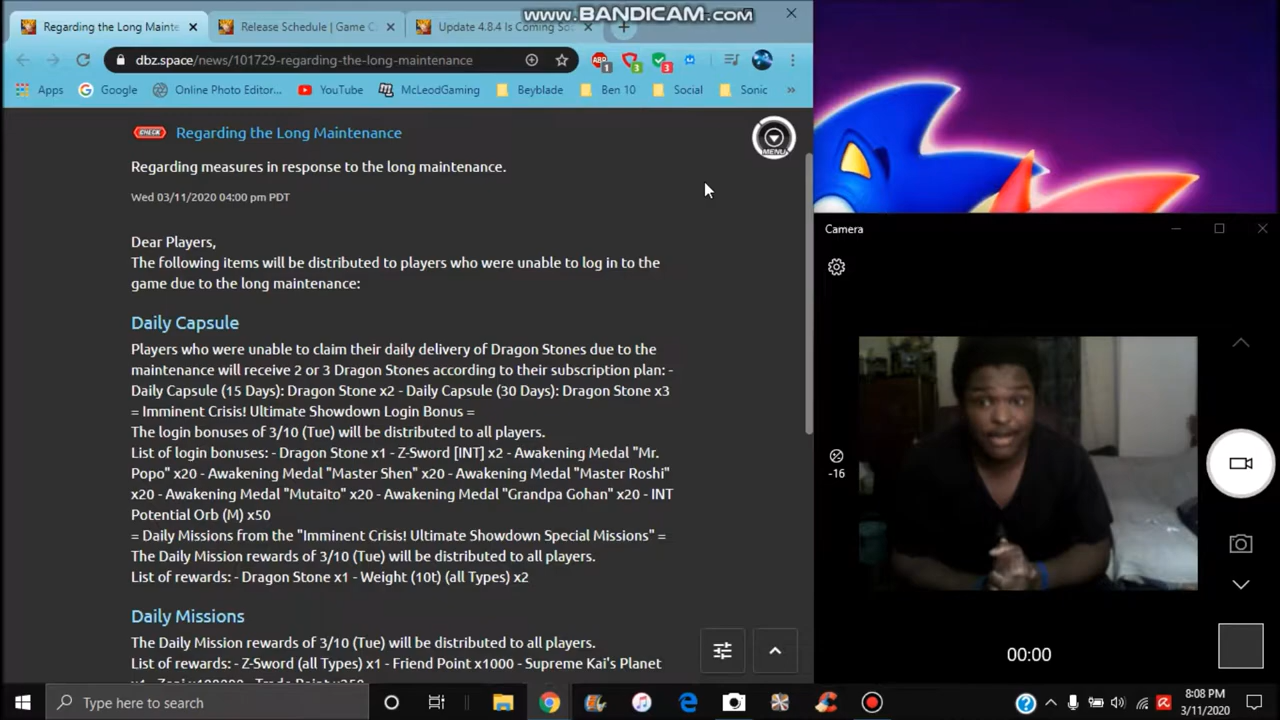 www.BANDICAM.com
Regarding the Long Mainte
Release Schedule | Game C
Update 4.8.4 Is Coming So
dbz.space/news/101729-regarding-the-long-maintenance
1
3
3
Apps
Google
Online Photo Editor...
YouTube
McLeodGaming
Beyblade
Ben 10
Social
Sonic
»
CHECK Regarding the Long Maintenance
MENU
Regarding measures in response to the long maintenance.
Wed 03/11/2020 04:00 pm PDT
Dear Players,
The following items will be distributed to players who were unable to log in to the
game due to the long maintenance:
Daily Capsule
Players who were unable to claim their daily delivery of Dragon Stones due to the
maintenance will receive 2 or 3 Dragon Stones according to their subscription plan: -
Daily Capsule (15 Days): Dragon Stone x2 - Daily Capsule (30 Days): Dragon Stone x3
= Imminent Crisis! Ultimate Showdown Login Bonus =
The login bonuses of 3/10 (Tue) will be distributed to all players.
List of login bonuses: - Dragon Stone x1 - Z-Sword [INT] x2 - Awakening Medal "Mr.
Popo" x20 - Awakening Medal "Master Shen" x20 - Awakening Medal "Master Roshi"
x20 - Awakening Medal "Mutaito" x20 - Awakening Medal "Grandpa Gohan" x20 - INT
Potential Orb (M) x50
= Daily Missions from the "Imminent Crisis! Ultimate Showdown Special Missions" =
The Daily Mission rewards of 3/10 (Tue) will be distributed to all players.
List of rewards: - Dragon Stone x1 - Weight (10t) (all Types) x2
Daily Missions
The Daily Mission rewards of 3/10 (Tue) will be distributed to all players.
List of rewards: - Z-Sword (all Types) x1 - Friend Point x1000 - Supreme Kai's Planet
Camera
-16
00:00
Type here to search
8:08 PM
3/11/2020